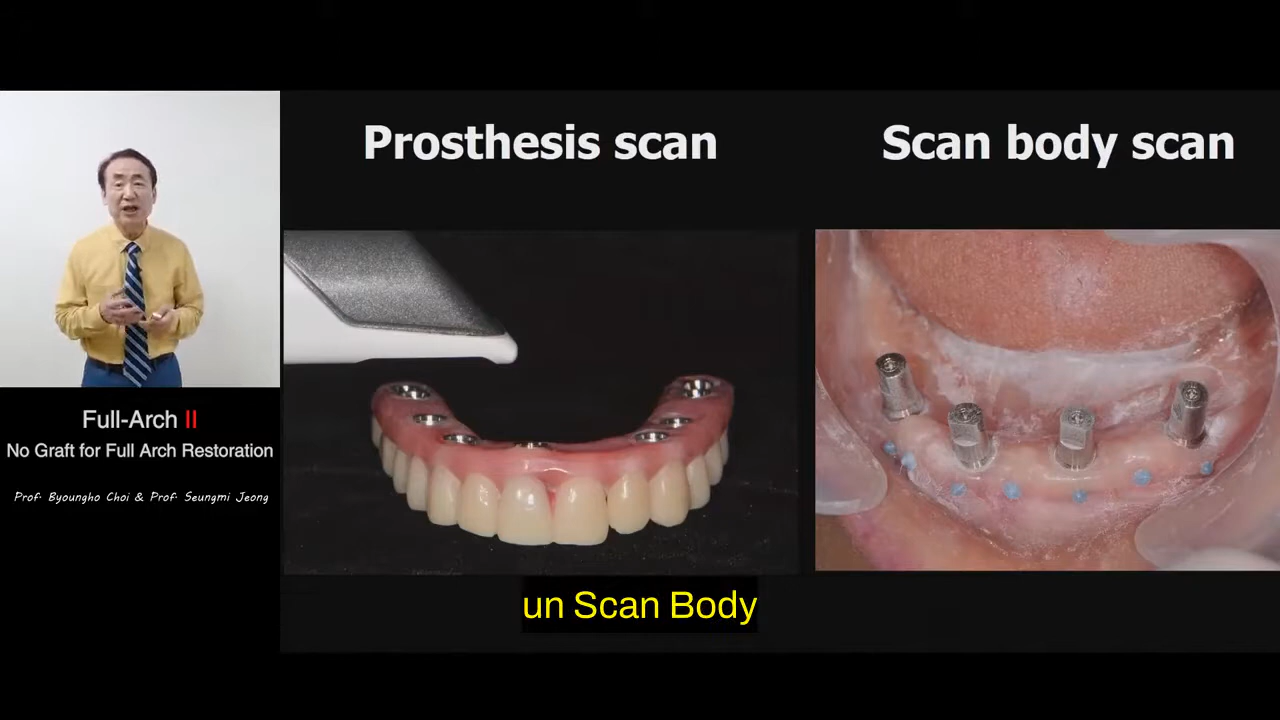 Prosthesis scan
Scan body scan
Full-Arch II
No Graft for Full Arch Restoration
Prof. Byoungho Choi & Prof. Seungmi Jeong
un Scan Body